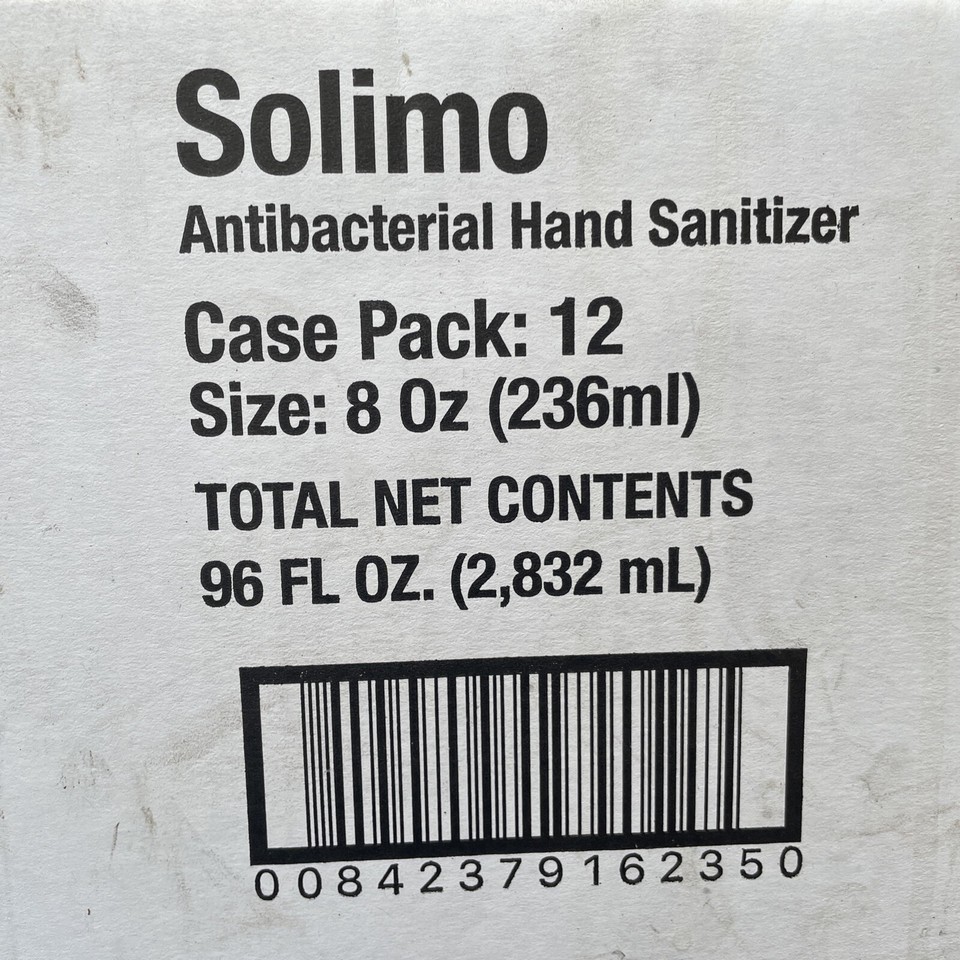 Solimo
Antibacterial Hand Sanitizer
Case Pack: 12
Size: 8 Oz (236ml)
TOTAL NET CONTENTS
96 FL OZ. (2,832 mL)
00842379162350